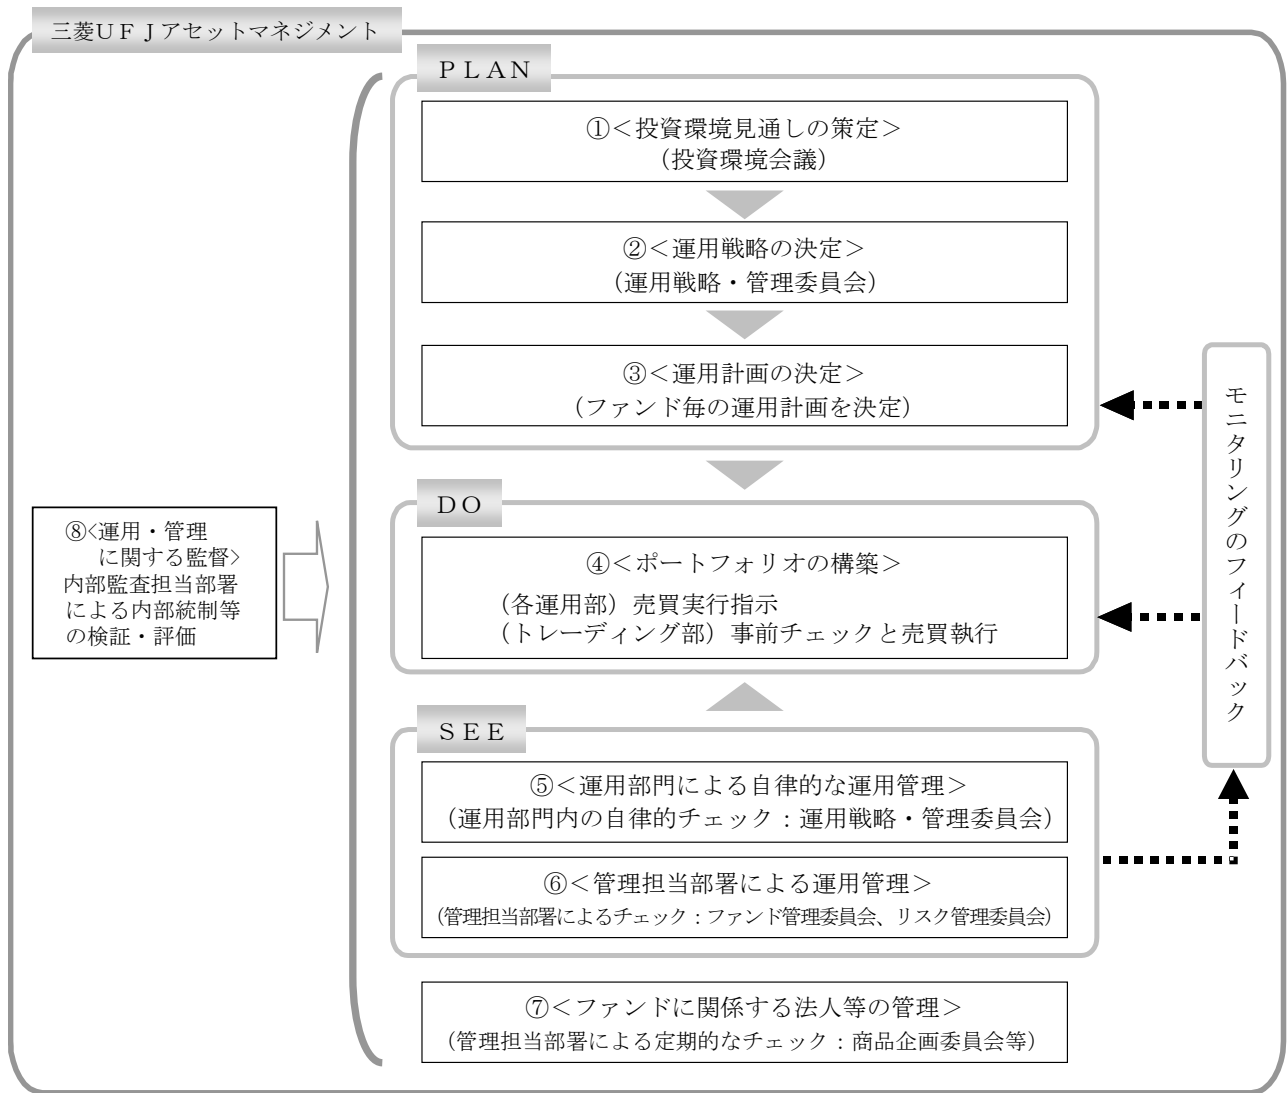 三菱ＵＦＪアセットマネジメント
ＰＬＡＮ
①＜投資環境見通しの策定＞
（投資環境会議）
②＜運用戦略の決定＞
（運用戦略・管理委員会）
③＜運用計画の決定＞
（ファンド毎の運用計画を決定）
ＤＯ
④＜ポートフォリオの構築＞
（各運用部）売買実行指示
（トレーディング部）事前チェックと売買執行
ＳＥＥ
⑤＜運用部門による自律的な運用管理＞
（運用部門内の自律的チェック：運用戦略・管理委員会）
⑥＜管理担当部署による運用管理＞
（管理担当部署によるチェック：ファンド管理委員会、リスク管理委員会）
⑦＜ファンドに関係する法人等の管理＞
（管理担当部署による定期的なチェック：商品企画委員会等）
⑧〈運用・管理
に関する監督〉
内部監査担当部署
による内部統制等
の検証・評価
モニタリングのフィードバック